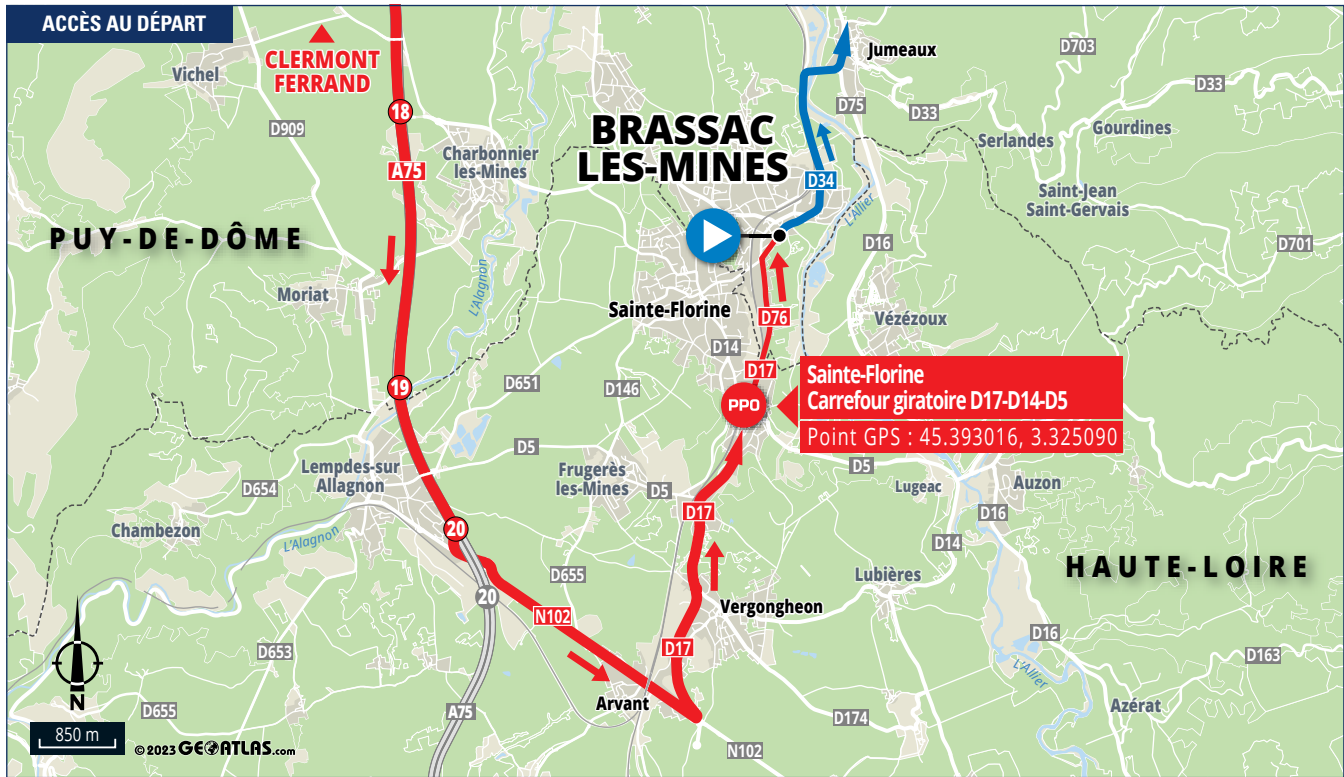 ACCÈS AU DÉPART
CLERMONT
FERRAND
Vichel
D909
18
A75
Charbonnier
les-Mines
BRASSAC
LES-MINES
Jumeaux
D703
D75
D33
D33
Serlandes
Gourdines
D34
Saint-Jean
Saint-Gervais
L'Allier
D16
D701
PUY-DE-DÔME
Moriat
L'Alagnon
Sainte-Florine
D76
Vézézoux
D14
D17
19
D651
D146
PPO
Sainte-Florine
Carrefour giratoire D17-D14-D5
Point GPS : 45.393016, 3.325090
D5
Lempdes-sur
Allagnon
D654
Frugerès
les-Mines
D5
D5
Lugeac
Auzon
D16
Chambezon
L'Alagnon
20
D17
D14
HAUTE-LOIRE
D655
Lubières
20
N102
Vergongheon
D17
D16
D653
D163
L'Allier
Arvant
Azérat
D655
A75
D174
N102
N
850 m
© 2023 GEOATLAS.com